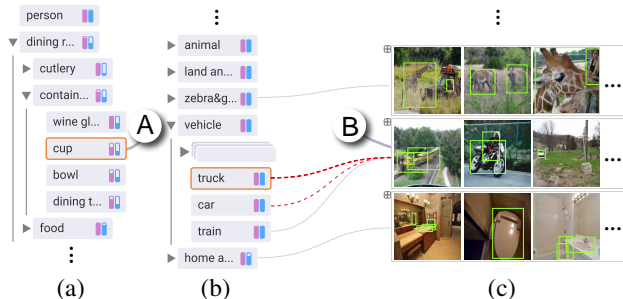 person
dining r...
cutlery
contain...
wine gl...
cup
bowl
dining t...
food
A
animal
land an...
zebra&g...
vehicle
truck
car
train
home a...
B
(a)
(b)
(c)